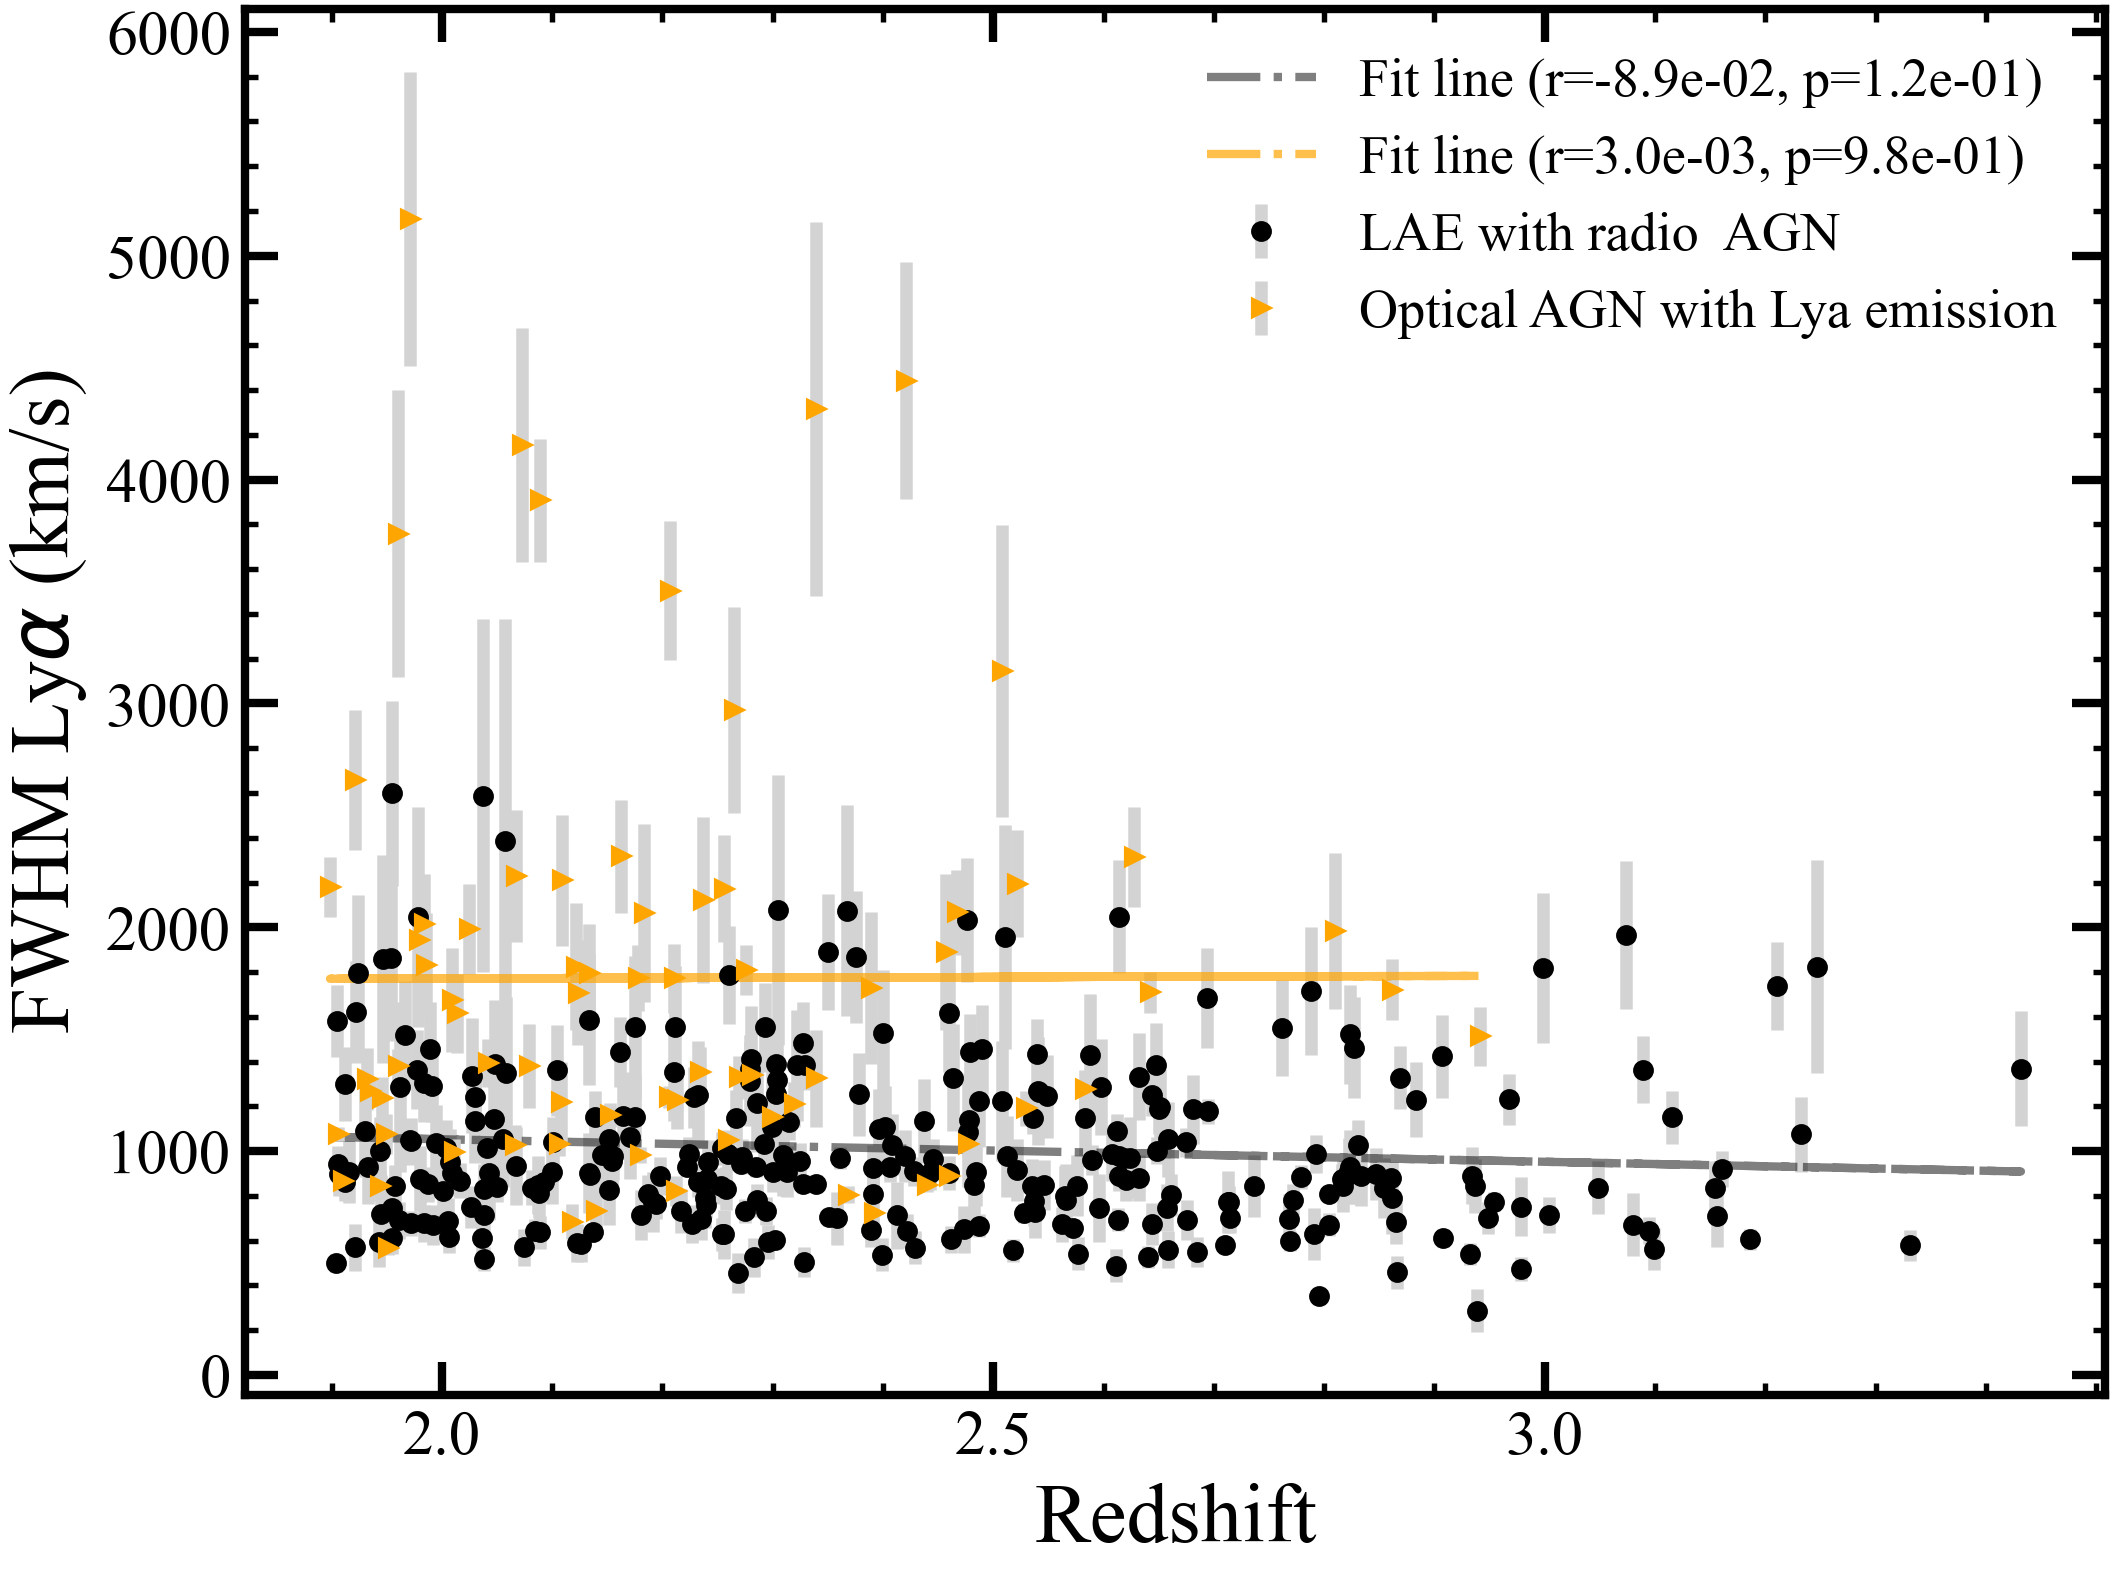 6000
5000
4000
3000
2000
1000
0
FWHM Lyα (km/s)
Fit line (r=-8.9e-02, p=1.2e-01)
Fit line (r=3.0e-03, p=9.8e-01)
LAE with radio  AGN
Optical AGN with Lya emission
2.0 2.5 3.0
Redshift